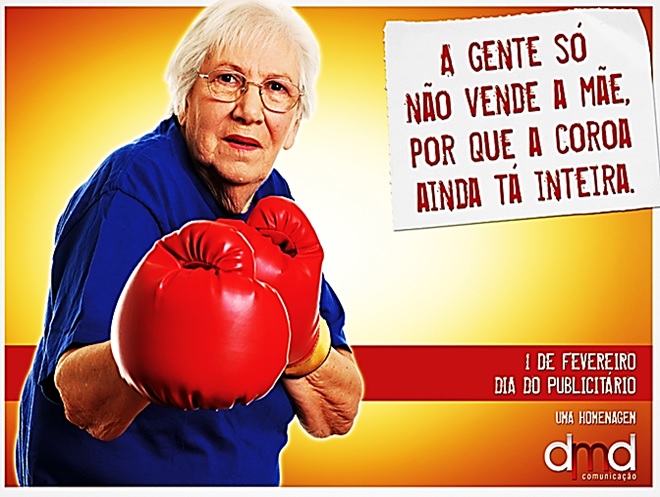 A GENTE SÓ
NÃO VENDE A MÃE,
POR QUE A COROA
AINDA TÁ INTEIRA.
1 DE FEVEREIRO
DIA DO PUBLICITÁRIO
UMA HOMENAGEM
dmd
comunicação